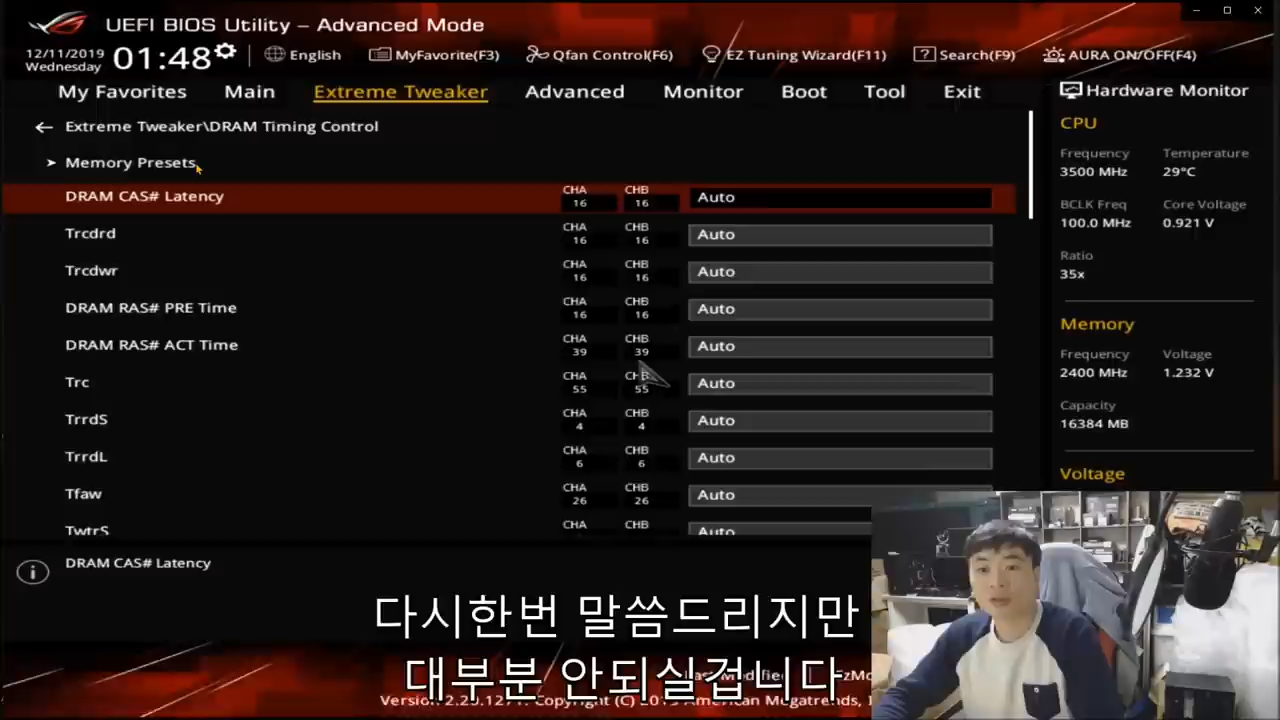 UEFI BIOS Utility – Advanced Mode
12/11/2019
Wednesday
01:48
English
MyFavorite(F3)
Qfan Control(F6)
EZ Tuning Wizard(F11)
Search(F9)
AURA ON/OFF(F4)
My Favorites
Main
Extreme Tweaker
Advanced
Monitor
Boot
Tool
Exit
Extreme Tweaker\DRAM Timing Control
Memory Presets
DRAM CAS# Latency CHA 16 CHB 16 Auto
Trcdrd CHA 16 CHB 16 Auto
Trcdwr CHA 16 CHB 16 Auto
DRAM RAS# PRE Time CHA 16 CHB 16 Auto
DRAM RAS# ACT Time CHA 39 CHB 39 Auto
Trc CHA 55 CHB 55 Auto
TrrdS CHA 4 CHB 4 Auto
TrrdL CHA 6 CHB 6 Auto
Tfaw CHA 26 CHB 26 Auto
TwtrS CHA CHB Auto
Hardware Monitor
CPU
Frequency Temperature
3500 MHz 29°C
BCLK Freq Core Voltage
100.0 MHz 0.921 V
Ratio
35x
Memory
Frequency Voltage
2400 MHz 1.232 V
Capacity
16384 MB
Voltage
DRAM CAS# Latency
다시한번 말씀드리지만
대부분 안되실겁니다
Copyright (C) American Megatrends,